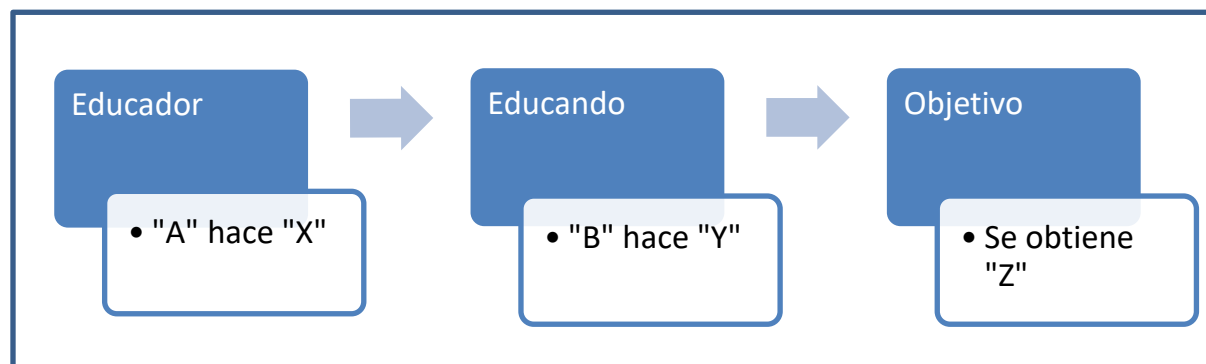 Educador
• "A" hace "X"
Educando
• "B" hace "Y"
Objetivo
• Se obtiene
"Z"